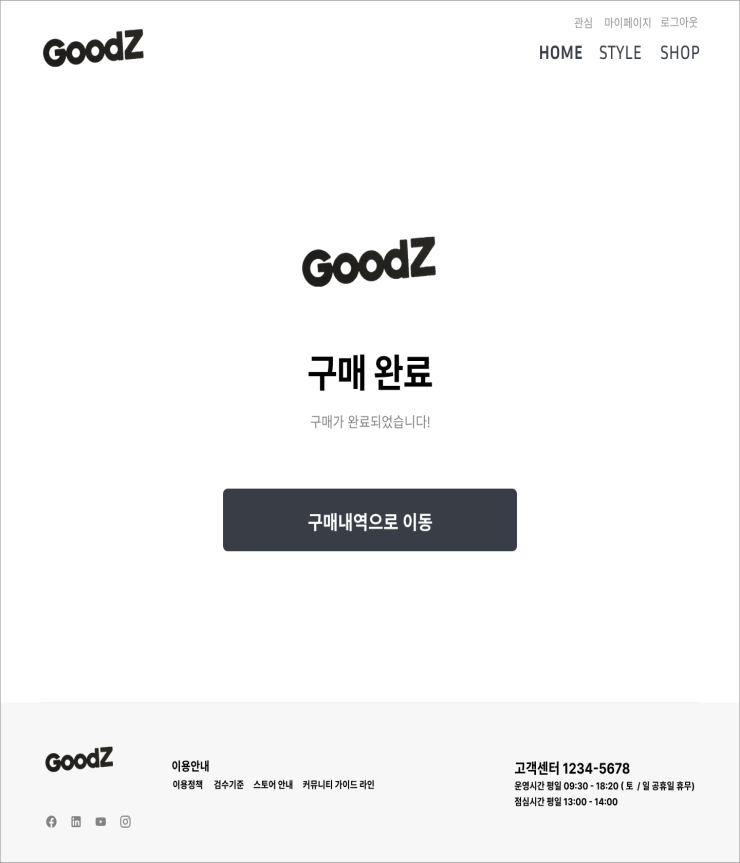 관심 마이페이지 로그아웃
GoodZ
HOME STYLE SHOP
GoodZ
구매 완료
구매가 완료되었습니다!
구매내역으로 이동
GoodZ
이용안내
이용정책 검수기준 스토어 안내 커뮤니티 가이드 라인
고객센터 1234-5678
운영시간 평일 09:30 - 18:20 ( 토 / 일 공휴일 휴무)
점심시간 평일 13:00 - 14:00